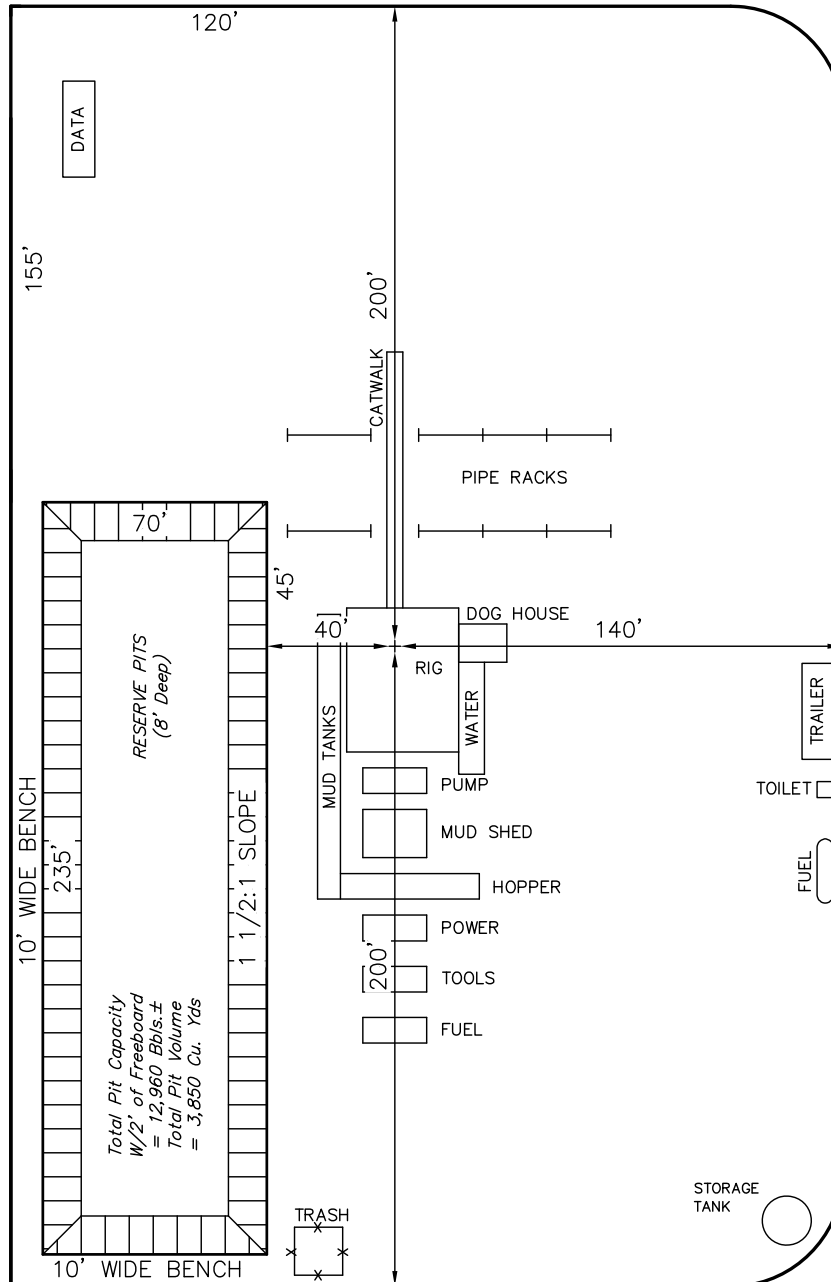 120'
DATA
155'
200'
CATWALK
PIPE RACKS
70'
45'
DOG HOUSE
40'
140'
RIG
RESERVE PITS
(8' Deep)
MUD TANKS
WATER
TRAILER
PUMP
TOILET
10' WIDE BENCH
235'
1 1/2:1 SLOPE
MUD SHED
FUEL
HOPPER
POWER
200'
TOOLS
FUEL
Total Pit Capacity
W/2' of Freeboard
= 12,960 Bbls.±
Total Pit Volume
= 3,850 Cu. Yds
STORAGE
TANK
TRASH
10' WIDE BENCH